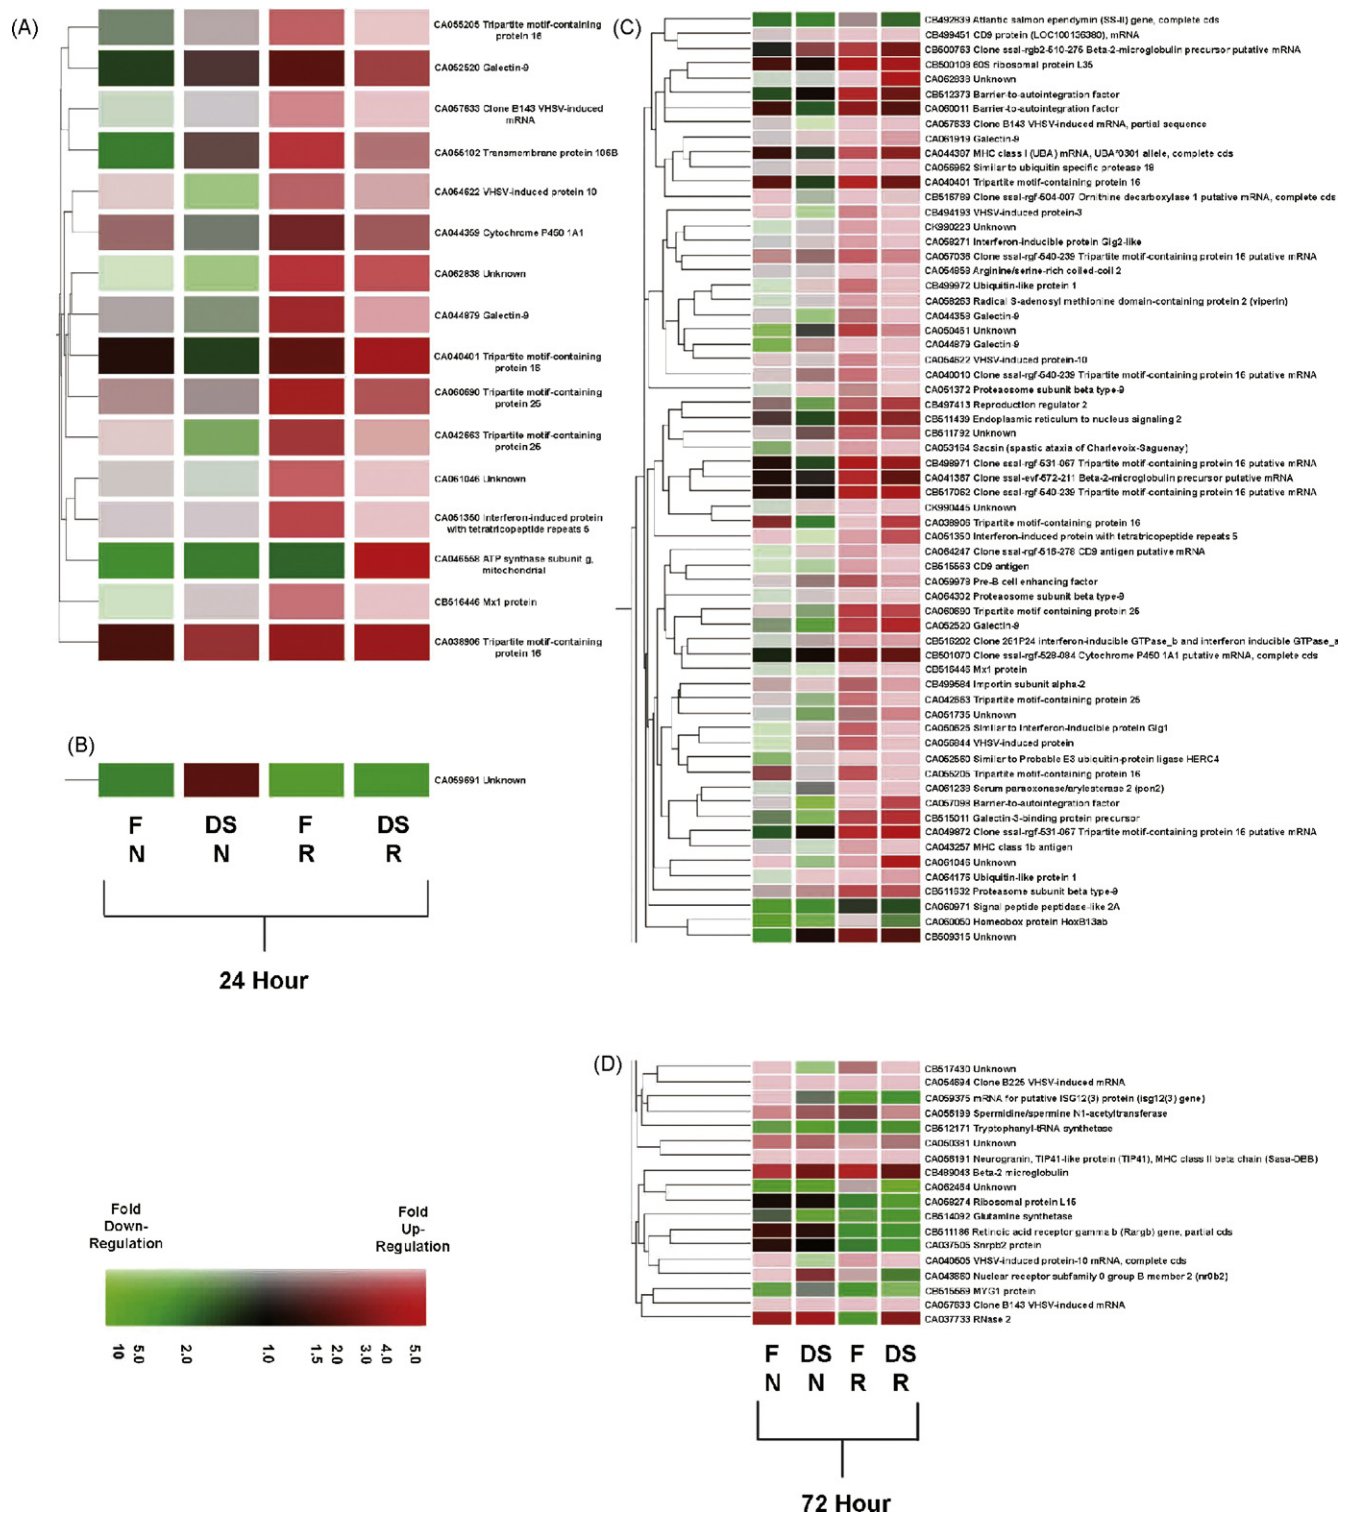 (A)
CA055205 Tripartite motif-containing
protein 16
CA052520 Galectin-9
CA057633 Clone B143 VHSV-induced
mRNA
CA055102 Transmembrane protein 106B
CA054622 VHSV-induced protein 10
CA044359 Cytochrome P450 1A1
CA062838 Unknown
CA044879 Galectin-9
CA040401 Tripartite motif-containing
protein 16
CA060690 Tripartite motif-containing
protein 25
CA042663 Tripartite motif-containing
protein 25
CA061046 Unknown
CA051350 Interferon-induced protein
with tetratricopeptide repeats 5
CA046558 ATP synthase subunit g,
mitochondrial
CB516446 Mx1 protein
CA038906 Tripartite motif-containing
protein 16
(B)
CA059691 Unknown
F DS F DS
N N R R
24 Hour
Fold
Down-
Regulation
Fold
Up-
Regulation
10 5.0 2.0 1.0 1.5 2.0 3.0 4.0 5.0
(C)
CB492839 Atlantic salmon ependymin (SS-II) gene, complete cds
CB499451 CD9 protein (LOC100136380), mRNA
CB500763 Clone ssal-rgb2-510-275 Beta-2-microglobulin precursor putative mRNA
CB500109 60S ribosomal protein L35
CA062838 Unknown
CB512373 Barrier-to-autointegration factor
CA060011 Barrier-to-autointegration factor
CA057633 Clone B143 VHSV-induced mRNA, partial sequence
CA061919 Galectin-9
CA044367 MHC class I (UBA) mRNA, UBA*0301 allele, complete cds
CA056962 Similar to ubiquitin specific protease 18
CA040401 Tripartite motif-containing protein 16
CB515789 Clone ssal-rgf-504-007 Ornithine decarboxylase 1 putative mRNA, complete cds
CB494193 VHSV-induced protein-3
CK990223 Unknown
CA059271 Interferon-inducible protein Gig2-like
CA057036 Clone ssal-rgf-540-239 Tripartite motif-containing protein 16 putative mRNA
CA054959 Arginine/serine-rich coiled-coil 2
CB499972 Ubiquitin-like protein 1
CA058263 Radical S-adenosyl methionine domain-containing protein 2 (viperin)
CA044358 Galectin-9
CA050451 Unknown
CA044879 Galectin-9
CA054622 VHSV-induced protein-10
CA040010 Clone ssal-rgf-540-239 Tripartite motif-containing protein 16 putative mRNA
CA051372 Proteasome subunit beta type-9
CB497413 Reproduction regulator 2
CB511439 Endoplasmic reticulum to nucleus signaling 2
CB511792 Unknown
CA053164 Sacsin (spastic ataxia of Charlevoix-Saguenay)
CB498971 Clone ssal-rgf-531-067 Tripartite motif-containing protein 16 putative mRNA
CA041367 Clone ssal-evf-572-211 Beta-2-microglobulin precursor putative mRNA
CB517062 Clone ssal-rgf-540-239 Tripartite motif-containing protein 16 putative mRNA
CK990445 Unknown
CA038906 Tripartite motif-containing protein 16
CA051350 Interferon-induced protein with tetratricopeptide repeats 5
CA064247 Clone ssal-rgf-516-278 CD9 antigen putative mRNA
CB515563 CD9 antigen
CA059979 Pre-B cell enhancing factor
CA064302 Proteasome subunit beta type-9
CA060690 Tripartite motif containing protein 25
CA052520 Galectin-9
CB516202 Clone 261P24 interferon-inducible GTPase_b and interferon inducible GTPase_a
CB501070 Clone ssal-rgf-528-084 Cytochrome P450 1A1 putative mRNA, complete cds
CB516446 Mx1 protein
CB499584 Importin subunit alpha-2
CA042663 Tripartite motif-containing protein 25
CA051735 Unknown
CA050625 Similar to Interferon-inducible protein Gig1
CA056844 VHSV-induced protein
CA052560 Similar to Probable E3 ubiquitin-protein ligase HERC4
CA055205 Tripartite motif-containing protein 16
CA061239 Serum paraoxonase/arylesterase 2 (pon2)
CA057098 Barrier-to-autointegration factor
CB515011 Galectin-3-binding protein precursor
CA049872 Clone ssal-rgf-531-067 Tripartite motif-containing protein 16 putative mRNA
CA043257 MHC class 1b antigen
CA061046 Unknown
CA064176 Ubiquitin-like protein 1
CB511632 Proteasome subunit beta type-9
CA060971 Signal peptide peptidase-like 2A
CA060050 Homeobox protein HoxB13ab
CB509315 Unknown
(D)
CB517430 Unknown
CA054694 Clone B225 VHSV-induced mRNA
CA059375 mRNA for putative ISG12(3) protein (isg12(3) gene)
CA056199 Spermidine/spermine N1-acetyltransferase
CB512171 Tryptophanyl-tRNA synthetase
CA050381 Unknown
CA056191 Neurogranin, TIP41-like protein (TIP41), MHC class II beta chain (Sasa-DBB)
CB489043 Beta-2 microglobulin
CA062464 Unknown
CA059274 Ribosomal protein L15
CB514092 Glutamine synthetase
CB511186 Retinoic acid receptor gamma b (Rargb) gene, partial cds
CA037505 Snrpb2 protein
CA040605 VHSV-induced protein-10 mRNA, complete cds
CA043660 Nuclear receptor subfamily 0 group B member 2 (nr0b2)
CB515569 MYG1 protein
CA057633 Clone B143 VHSV-induced mRNA
CA037733 RNase 2
F DS F DS
N N R R
72 Hour